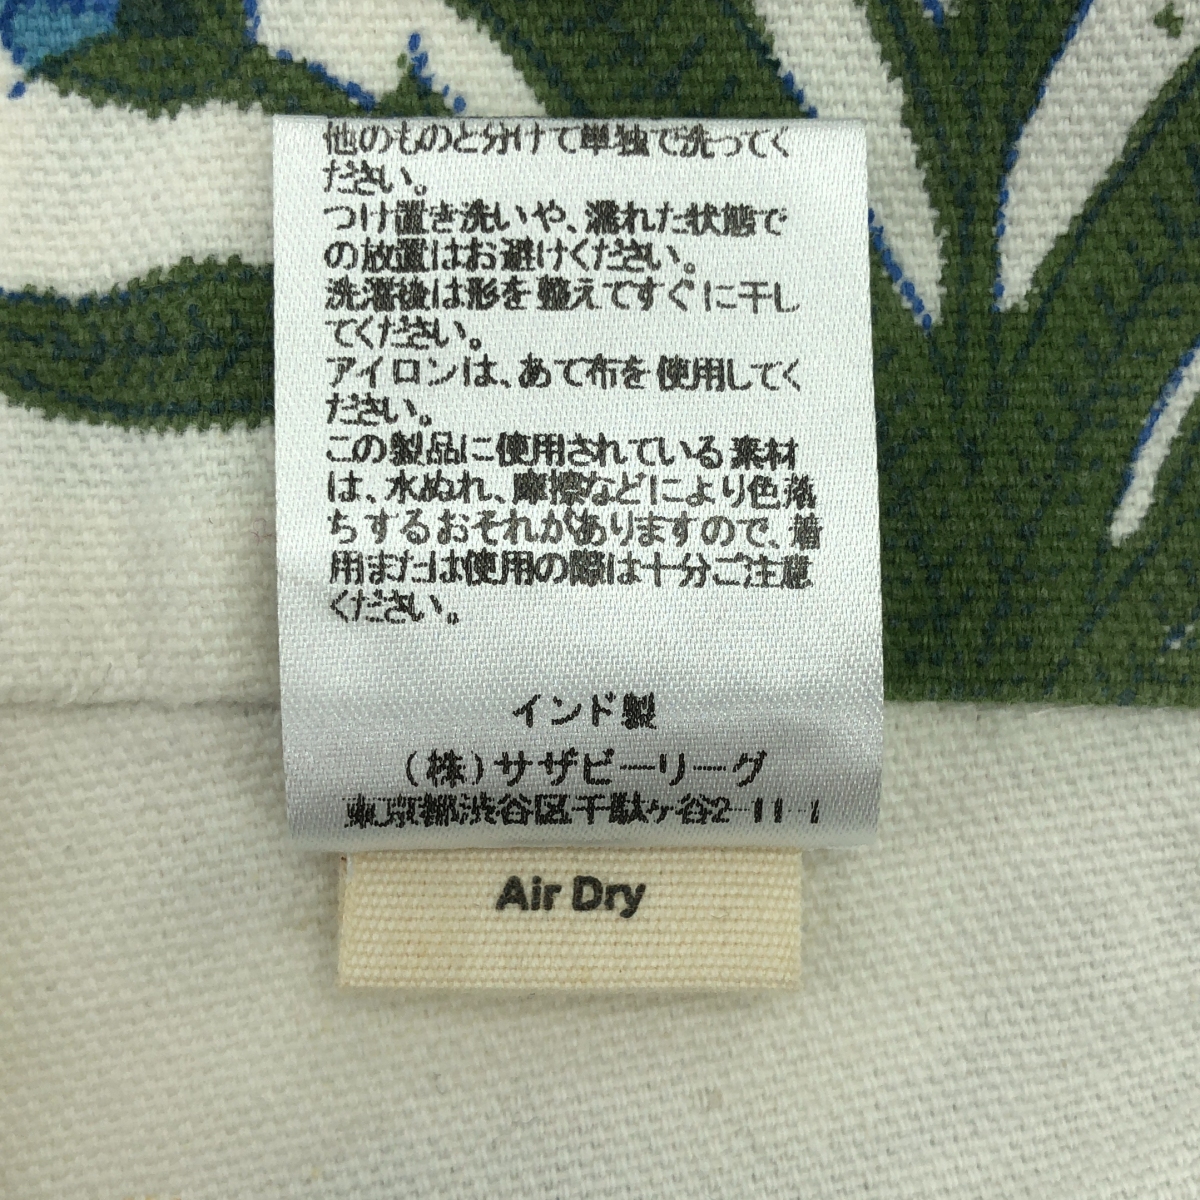 他のものと分けて単独で洗ってく
ださい。
つけ置き洗いや、濡れた状態で
の放置はお避けください。
洗濯後は形を整えてすぐに干し
てください。
アイロンは、あて布を使用してく
ださい。
この製品に使用されている素材
は、水ぬれ、摩擦などにより色落
ちするおそれがありますので、着
用または使用の際は十分ご注意
ください。
インド製
(株)サザビーリーグ
東京都渋谷区千駄ヶ谷2-11-1
Air Dry